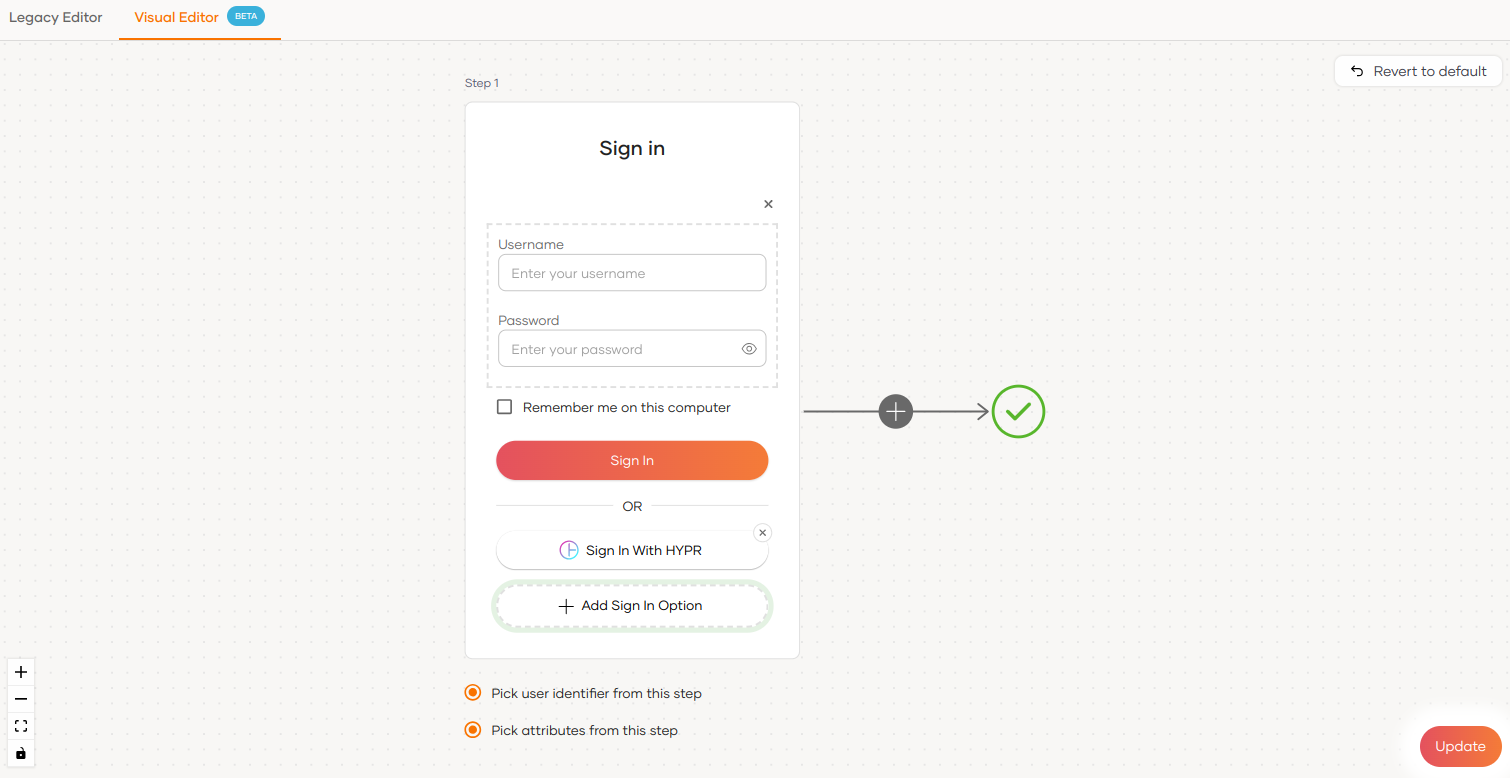 Legacy Editor
Visual Editor BETA
Revert to default
Step 1
Sign in
Username
Enter your username
Password
Enter your password
Remember me on this computer
Sign In
OR
Sign In With HYPR
Add Sign In Option
Pick user identifier from this step
Pick attributes from this step
Update